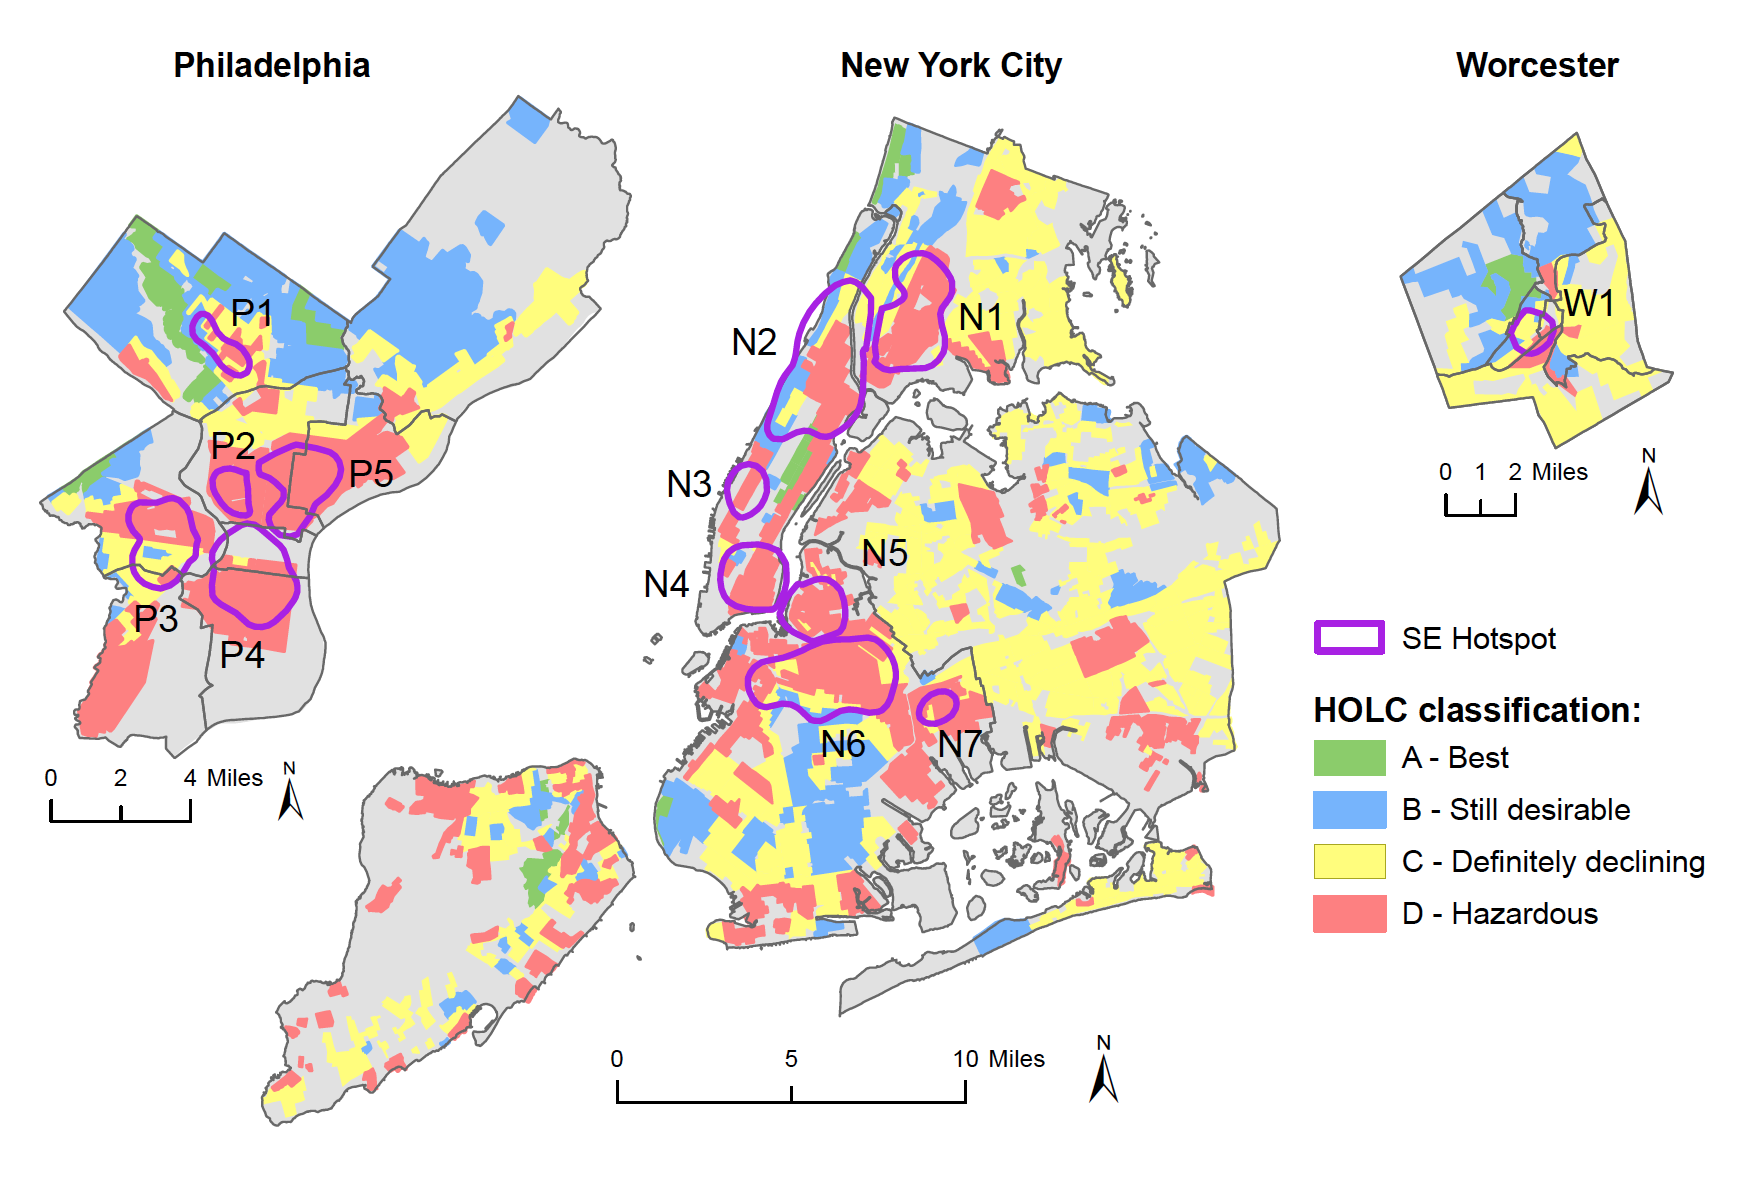 Philadelphia
New York City
Worcester
P1
P2
P5
P3
P4
0 2 4 Miles
N
N1
N2
N3
N4
N5
N6
N7
0 5 10 Miles
N
W1
0 1 2 Miles
N
SE Hotspot
HOLC classification:
A - Best
B - Still desirable
C - Definitely declining
D - Hazardous